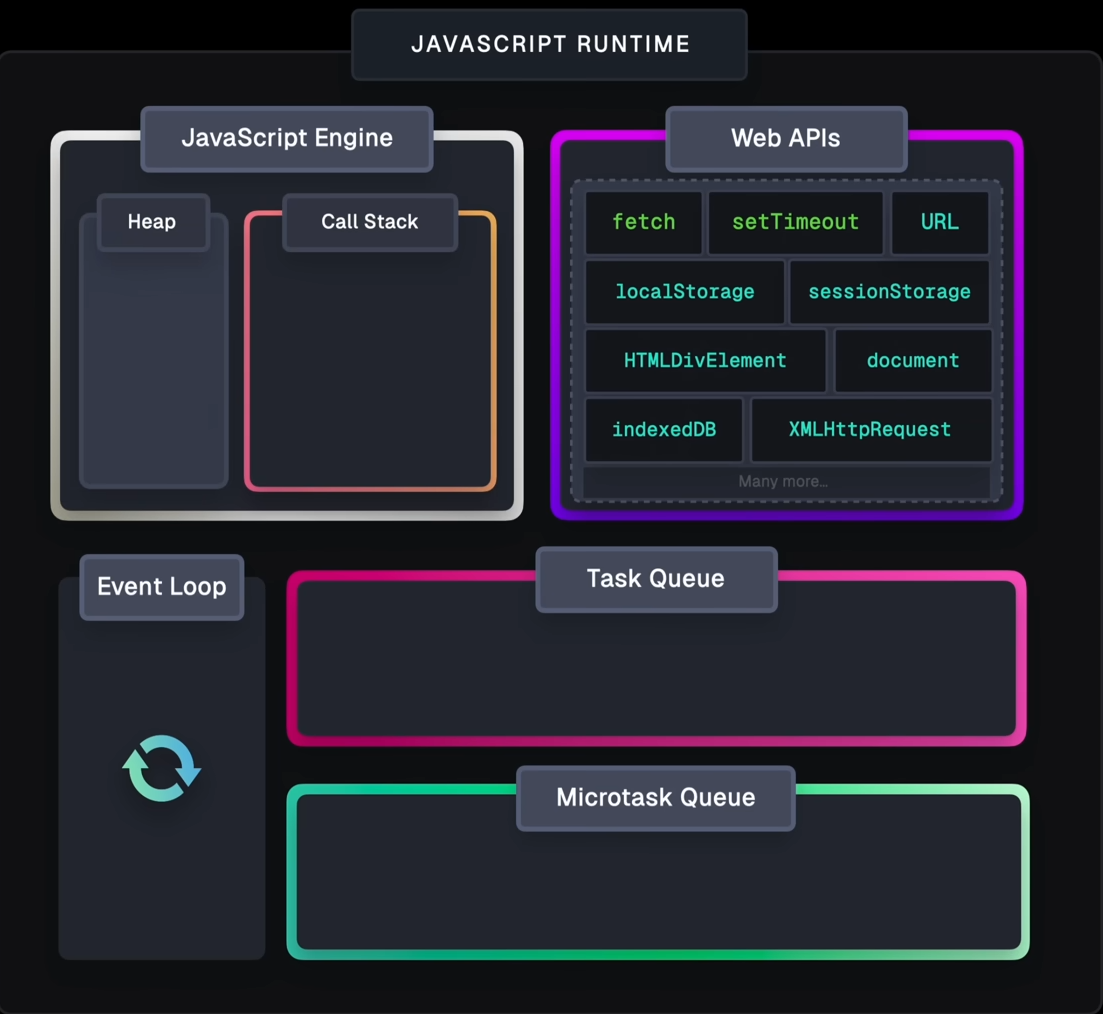 JAVASCRIPT RUNTIME
JavaScript Engine
Heap
Call Stack
Web APIs
fetch
setTimeout
URL
localStorage
sessionStorage
HTMLDivElement
document
indexedDB
XMLHttpRequest
Many more...
Event Loop
Task Queue
Microtask Queue